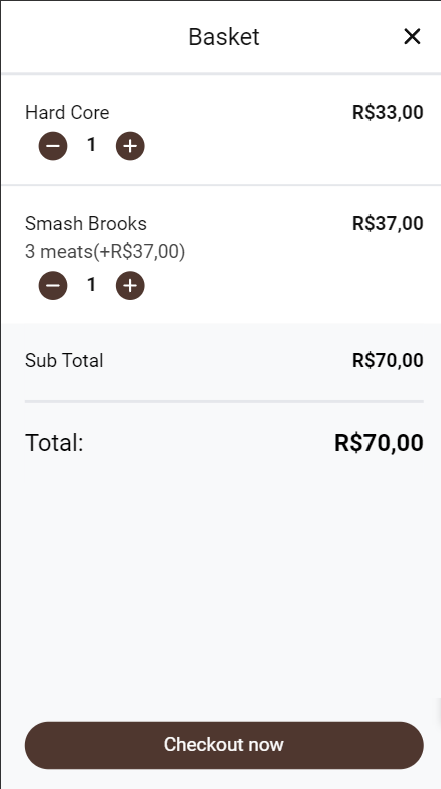 Basket
Hard Core R$33,00
1
Smash Brooks R$37,00
3 meats(+R$37,00)
1
Sub Total R$70,00
Total: R$70,00
Checkout now